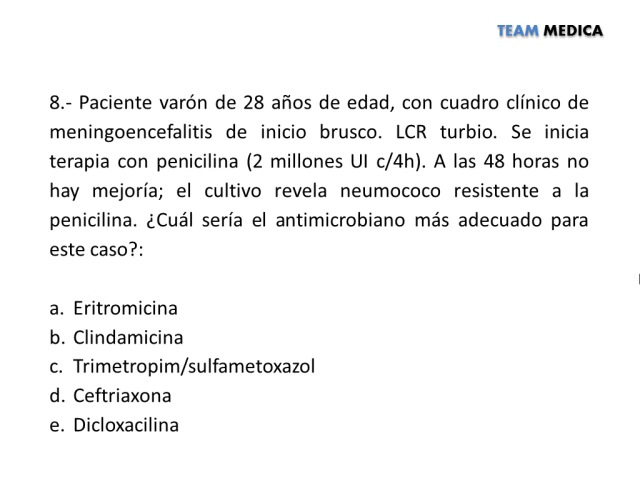 TEAM MEDICA
8.- Paciente varón de 28 años de edad, con cuadro clínico de
meningoencefalitis de inicio brusco. LCR turbio. Se inicia
terapia con penicilina (2 millones UI c/4h). A las 48 horas no
hay mejoría; el cultivo revela neumococo resistente a la
penicilina. ¿Cuál sería el antimicrobiano más adecuado para
este caso?:
a. Eritromicina
b. Clindamicina
c. Trimetropim/sulfametoxazol
d. Ceftriaxona
e. Dicloxacilina